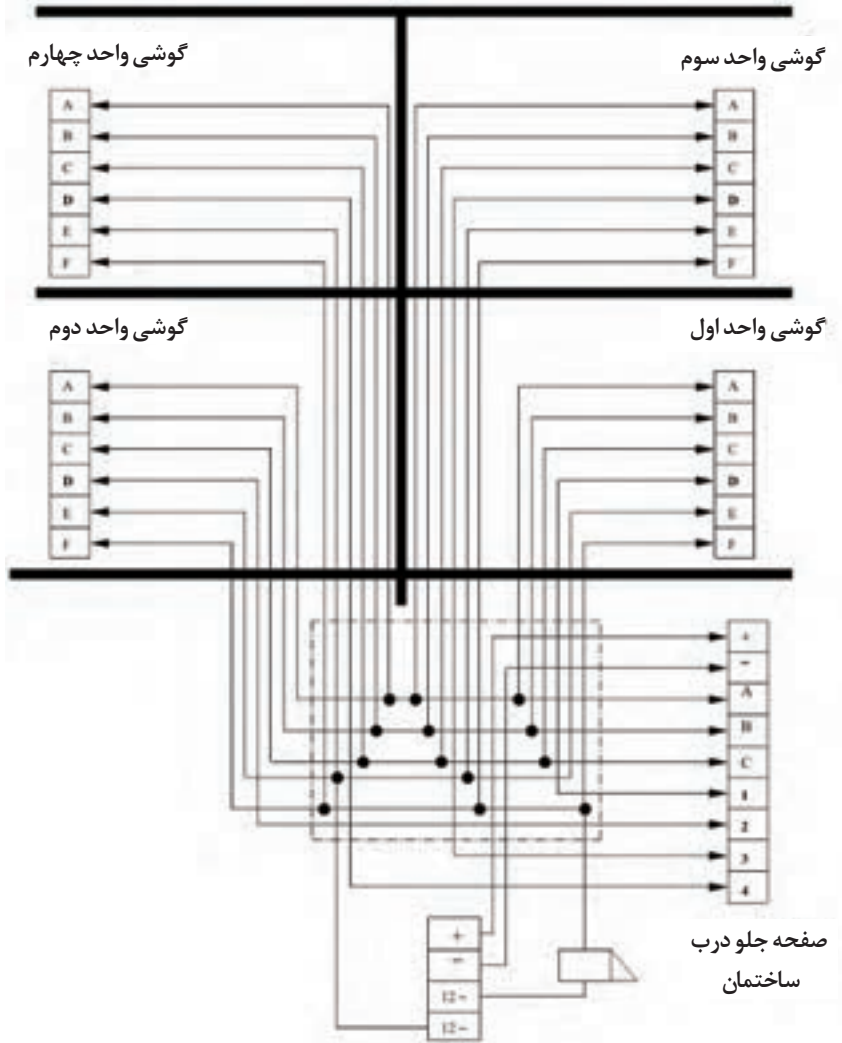 گوشی واحد چهارم
گوشی واحد سوم
A
B
C
D
E
F
A
B
C
D
E
F
گوشی واحد دوم
گوشی واحد اول
A
B
C
D
E
F
A
B
C
D
E
F
+
-
A
B
C
1
2
3
4
صفحه جلو درب
ساختمان
+
-
12~
12~